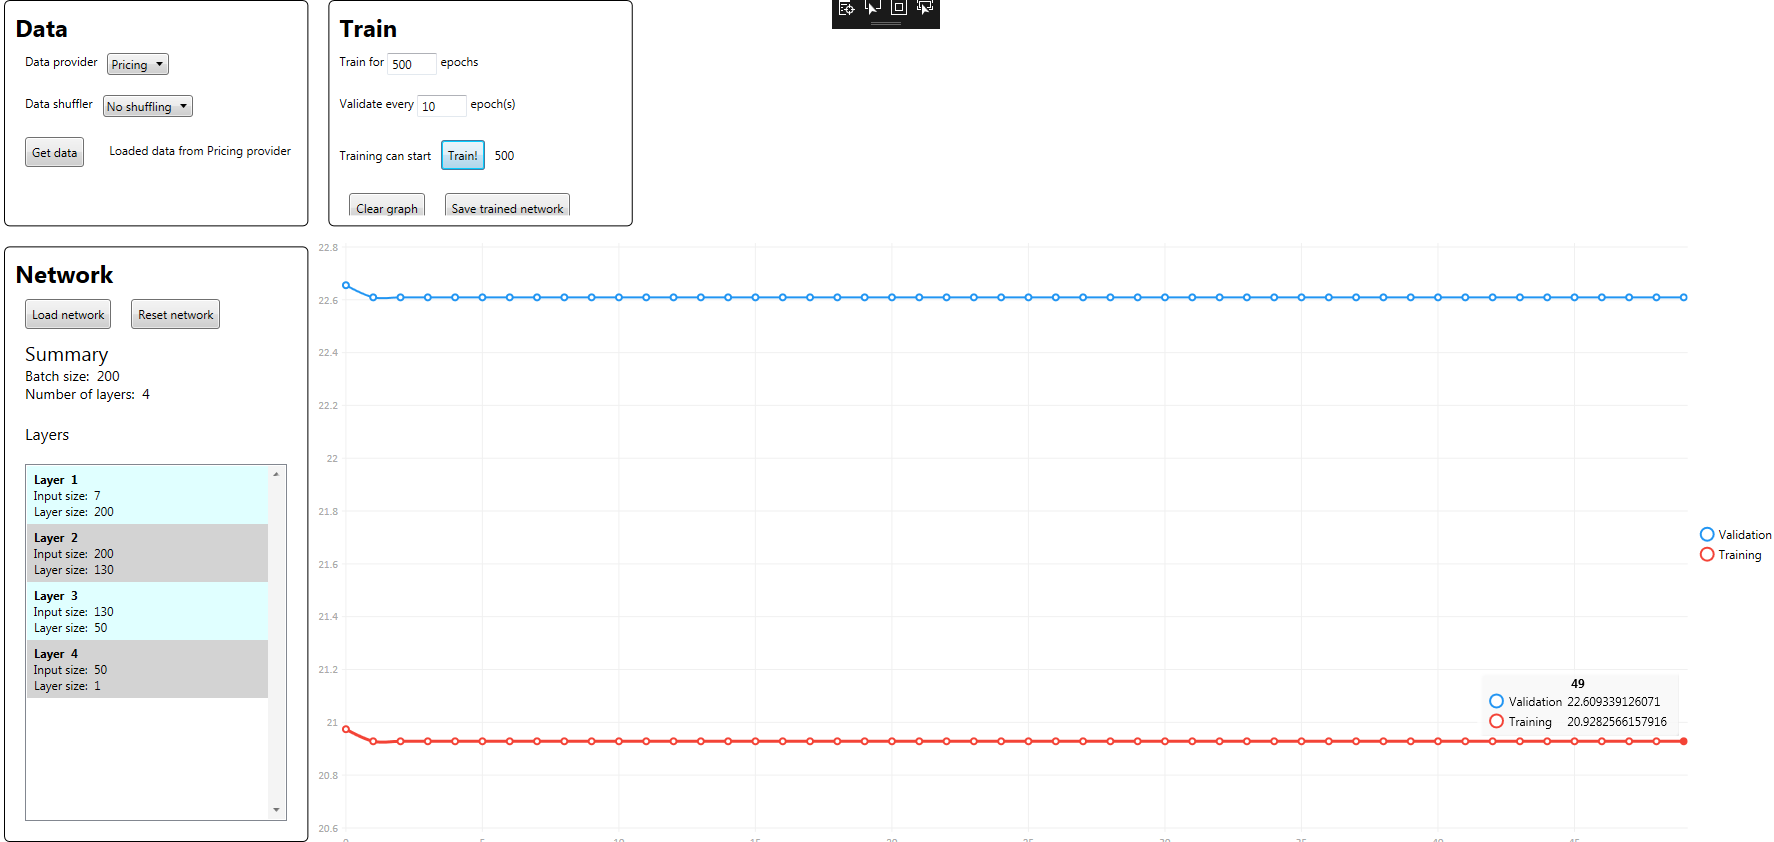 Data
Data provider Pricing
Data shuffler No shuffling
Get data Loaded data from Pricing provider
Train
Train for 500 epochs
Validate every 10 epoch(s)
Training can start Train! 500
Clear graph Save trained network
Network
Load network Reset network
Summary
Batch size: 200
Number of layers: 4
Layers
Layer 1
Input size: 7
Layer size: 200
Layer 2
Input size: 200
Layer size: 130
Layer 3
Input size: 130
Layer size: 50
Layer 4
Input size: 50
Layer size: 1
22.8
22.6
22.4
22.2
22
21.8
21.6
21.4
21.2
21
20.8
20.6
49
Validation 22.609339126071
Training 20.9282566157916
Validation
Training